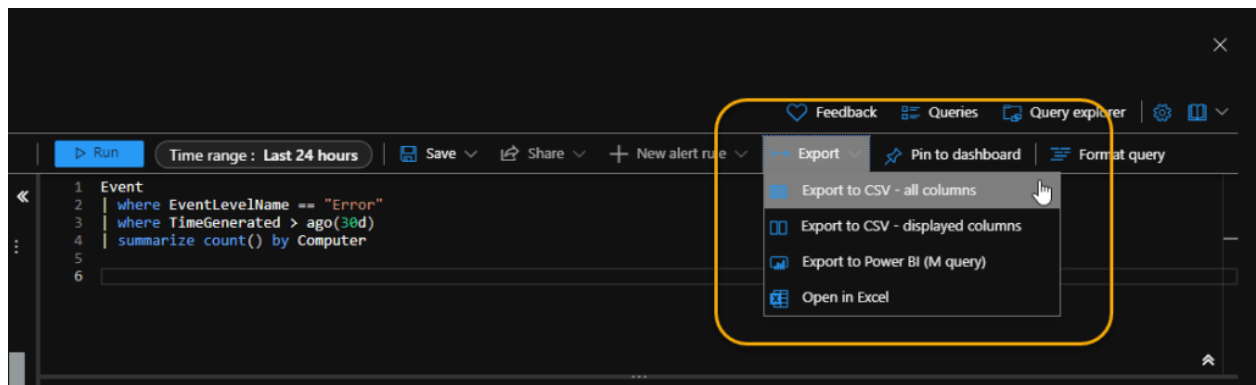 Feedback Queries Query explorer
Run Time range : Last 24 hours Save Share New alert rule Export Pin to dashboard Format query
1 Event
2 | where EventLevelName == "Error"
3 | where TimeGenerated > ago(30d)
4 | summarize count() by Computer
5
6
Export to CSV - all columns
Export to CSV - displayed columns
Export to Power BI (M query)
Open in Excel